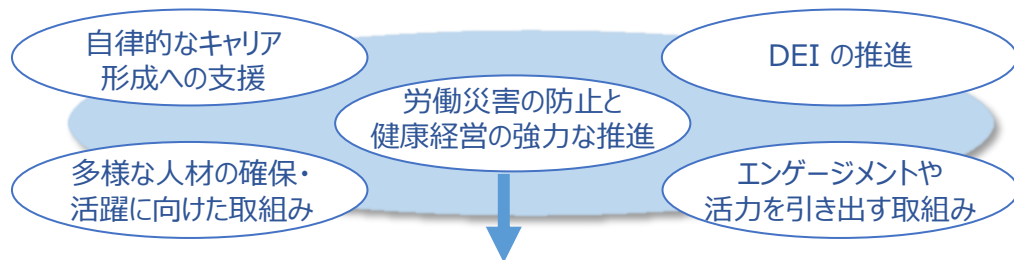 自律的なキャリア
形成への支援
DEI の推進
労働災害の防止と
健康経営の強力な推進
多様な人材の確保・
活躍に向けた取組み
エンゲージメントや
活力を引き出す取組み